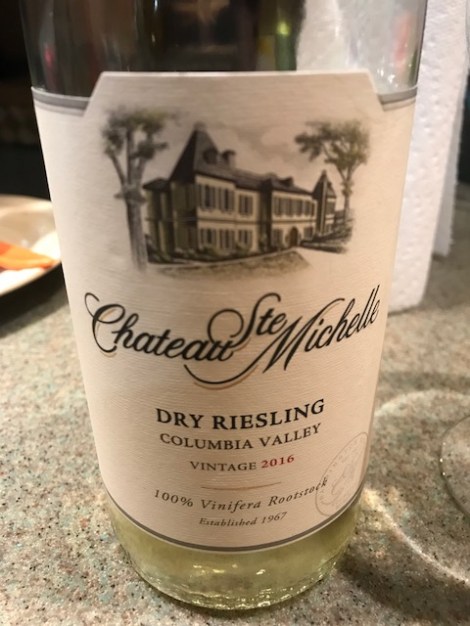 Chateau Ste Michelle
DRY RIESLING
COLUMBIA VALLEY
VINTAGE 2016
100% Vinifera Rootstock
Established 1967